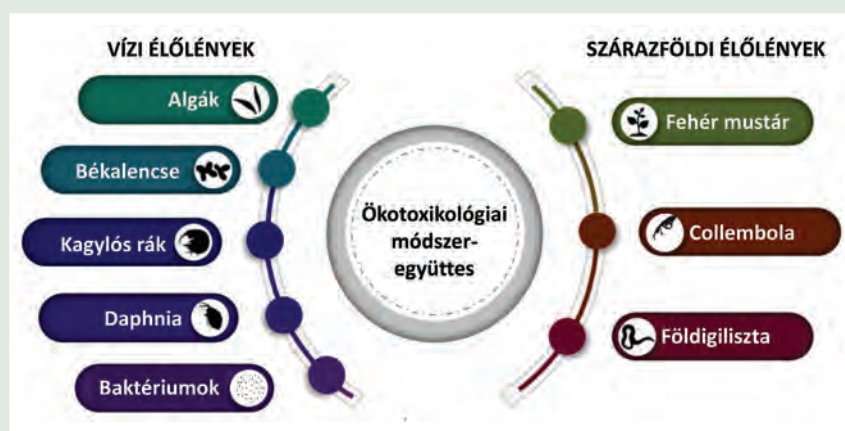 VÍZI ÉLŐLÉNYEK
Algák
Békalencse
Kagylós rák
Daphnia
Baktériumok
Ökotoxikológiai
módszer-
együttes
SZÁRAZFÖLDI ÉLŐLÉNYEK
Fehér mustár
Collembola
Földigiliszta